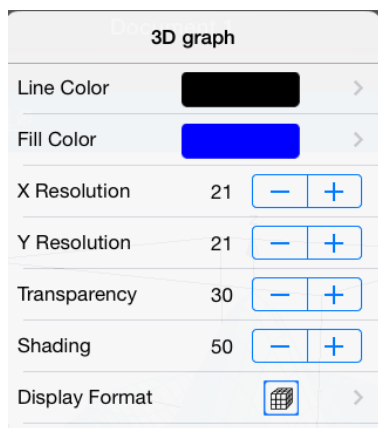 3D graph
Line Color
Fill Color
X Resolution 21 − +
Y Resolution 21 − +
Transparency 30 − +
Shading 50 − +
Display Format